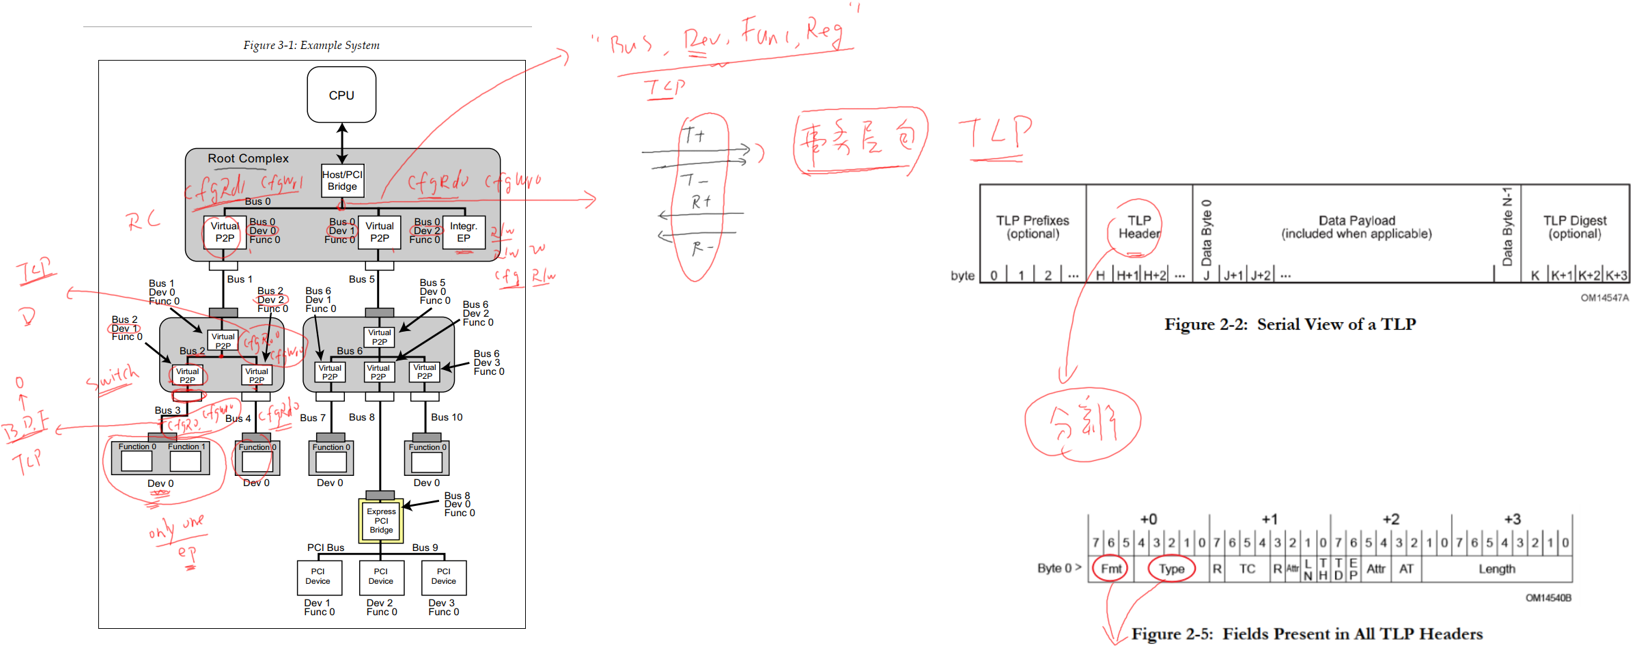 Figure 3-1: Example System
CPU
Root Complex
Host/PCI
Bridge
CfgRd1 CfgWr1
CfgRd0 CfgWr0
Bus 0
RC
Virtual
P2P
Bus 0
Dev 0
Func 0
Bus 0
Dev 1
Func 0
Virtual
P2P
Bus 0
Dev 2
Func 0
Integr.
EP
R/w
cfg R/w
Bus 1
Bus 5
TLP
D
Bus 1
Dev 0
Func 0
Bus 2
Dev 2
Func 0
Bus 6
Dev 1
Func 0
Bus 5
Dev 0
Func 0
Bus 6
Dev 2
Func 0
Bus 2
Dev 1
Func 0
Virtual
P2P
Virtual
P2P
Bus 2
Bus 6
Bus 6
Dev 3
Func 0
Virtual
P2P
Virtual
P2P
Virtual
P2P
Virtual
P2P
Virtual
P2P
Switch
0
B.D.F
TLP
Bus 3
Bus 4
CfgRd0
Bus 7
Bus 8
Bus 10
Function 0
Function 1
Function 0
Function 0
Function 0
Dev 0
Dev 0
Dev 0
Dev 0
only one
ep
Express
PCI
Bridge
Bus 8
Dev 0
Func 0
PCI Bus
Bus 9
PCI
Device
PCI
Device
PCI
Device
Dev 1
Func 0
Dev 2
Func 0
Dev 3
Func 0
"Bus, Dev, Func, Reg"
TLP
T+
T-
R+
R-
事务层包 TLP
TLP Prefixes
(optional)
TLP
Header
Data Byte 0
Data Payload
(included when applicable)
Data Byte N-1
TLP Digest
(optional)
byte 0 1 2 ... H H+1 H+2 ... J J+1 J+2 ... K K+1 K+2 K+3
OM14547A
Figure 2-2: Serial View of a TLP
+0 +1 +2 +3
7 6 5 4 3 2 1 0 7 6 5 4 3 2 1 0 7 6 5 4 3 2 1 0 7 6 5 4 3 2 1 0
Byte 0 > Fmt Type R TC R Attr LN TH TD EP Attr AT Length
OM14540B
Figure 2-5: Fields Present in All TLP Headers